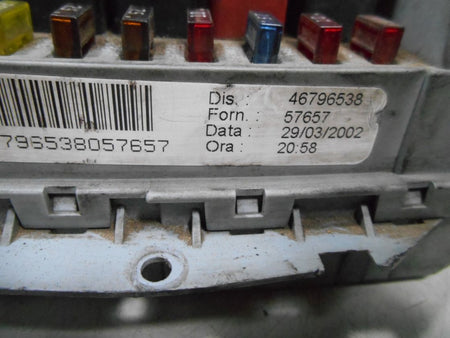 Dis. : 46796538
Forn. : 57657
Data : 29/03/2002
Ora : 20:58
796538057657